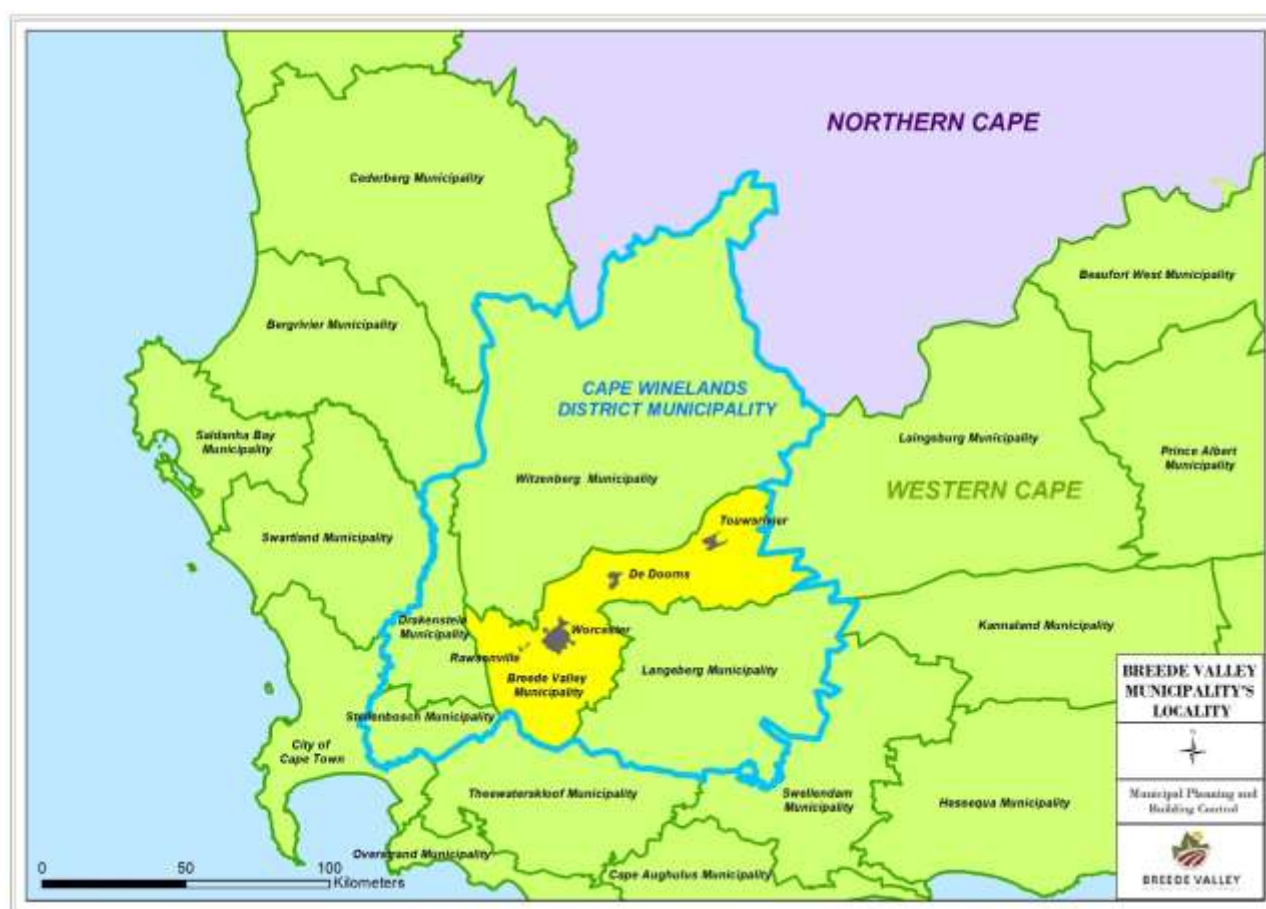 NORTHERN CAPE
Cederberg Municipality
Beaufort West Municipality
Bergrivier Municipality
CAPE WINELANDS
DISTRICT MUNICIPALITY
Saldanha Bay
Municipality
Laingsburg Municipality
Prince Albert
Municipality
Witzenberg Municipality
WESTERN CAPE
Touwsrivier
Swartland Municipality
De Dooms
Drakenstein
Municipality
Worcester
Kannaland Municipality
Rawsonville
Breede Valley
Municipality
Langeberg Municipality
Stellenbosch Municipality
City of
Cape Town
Theewaterskloof Municipality
Swellendam
Municipality
Hessequa Municipality
Overstrand Municipality
Cape Aughulus Municipality
0 50 100
Kilometers
BREEDE VALLEY
MUNICIPALITY'S
LOCALITY
Municipal Planning and
Building Control
BREEDE VALLEY